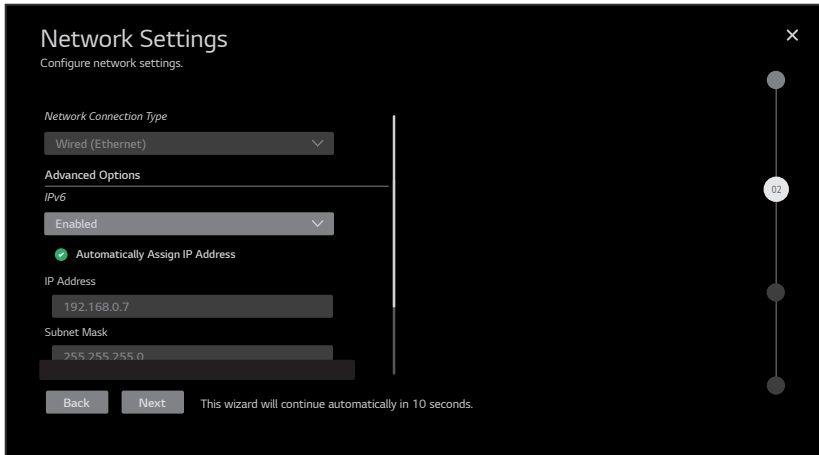 Network Settings
Configure network settings.
Network Connection Type
Wired (Ethernet)
Advanced Options
IPv6
Enabled
Automatically Assign IP Address
IP Address
192.168.0.7
Subnet Mask
255.255.255.0
02
Back
Next
This wizard will continue automatically in 10 seconds.